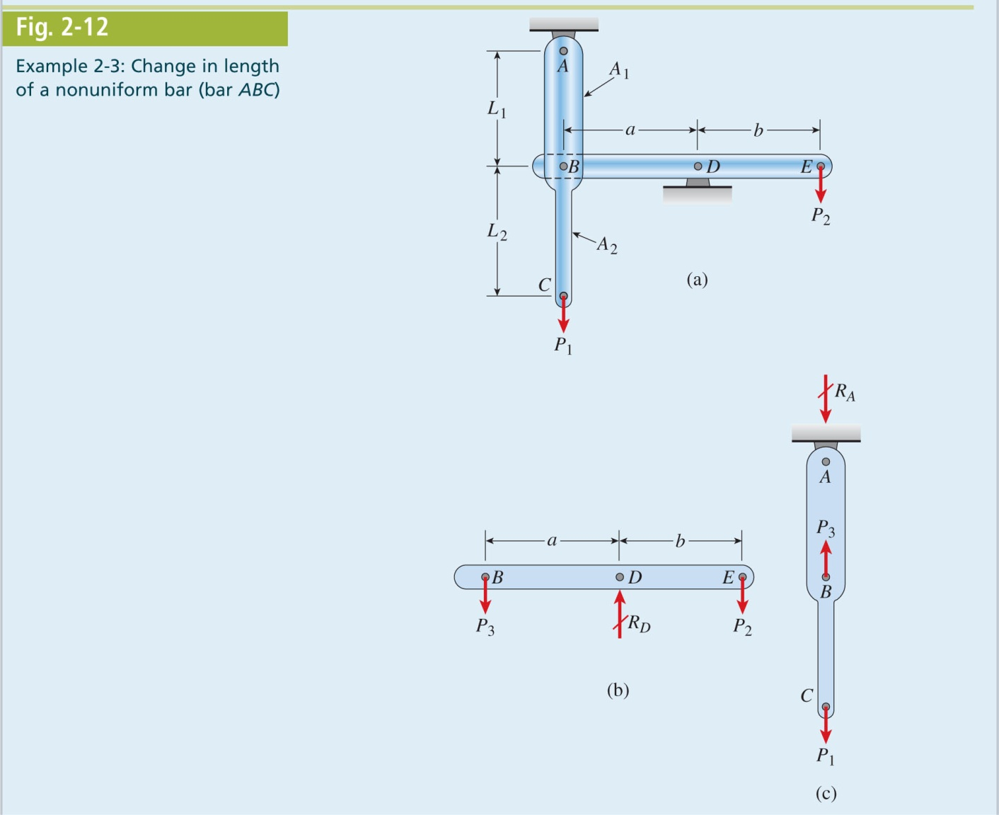 Fig. 2-12
Example 2-3: Change in length
of a nonuniform bar (bar ABC)
A
A1
L1
a
b
B
D
E
P2
L2
A2
C
(a)
P1
RA
A
P3
a
b
B
D
E
B
P3
RD
P2
(b)
C
P1
(c)